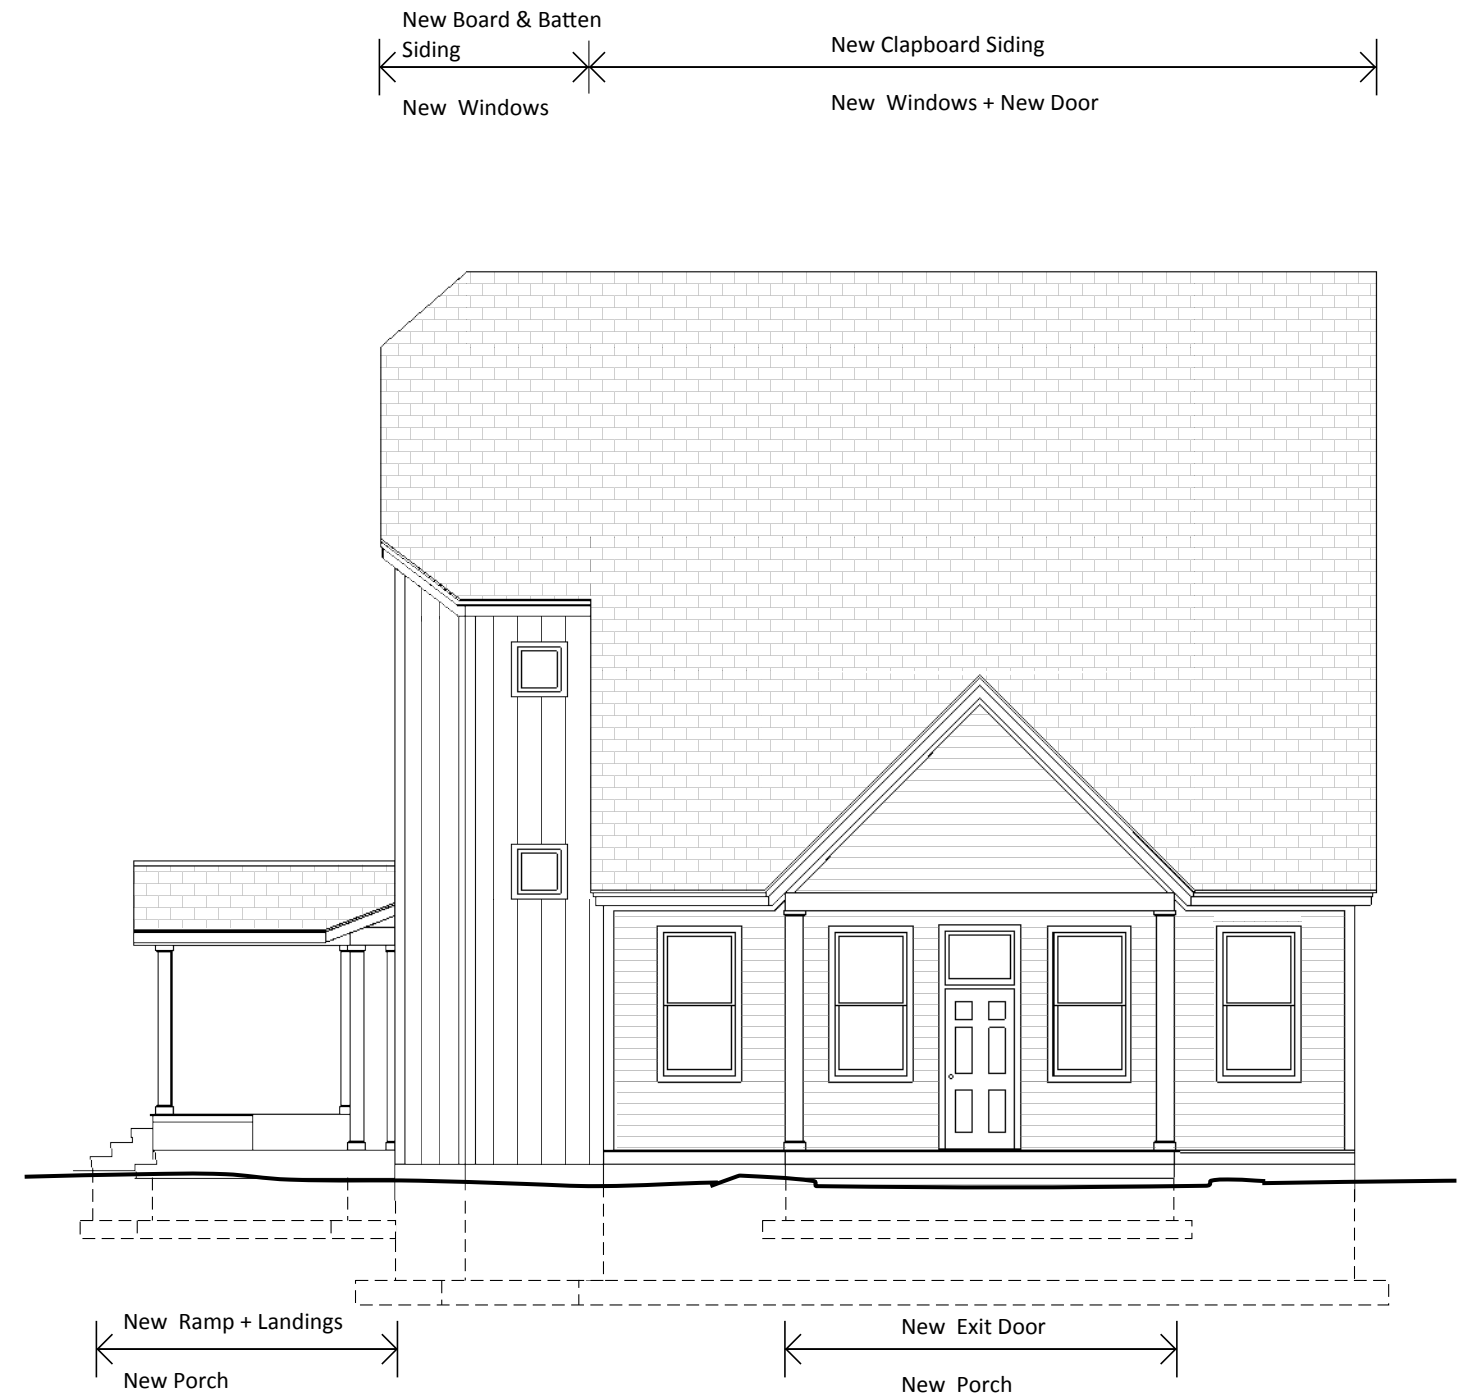 New Board & Batten
Siding
New Windows
New Clapboard Siding
New Windows + New Door
New Ramp + Landings
New Porch
New Exit Door
New Porch